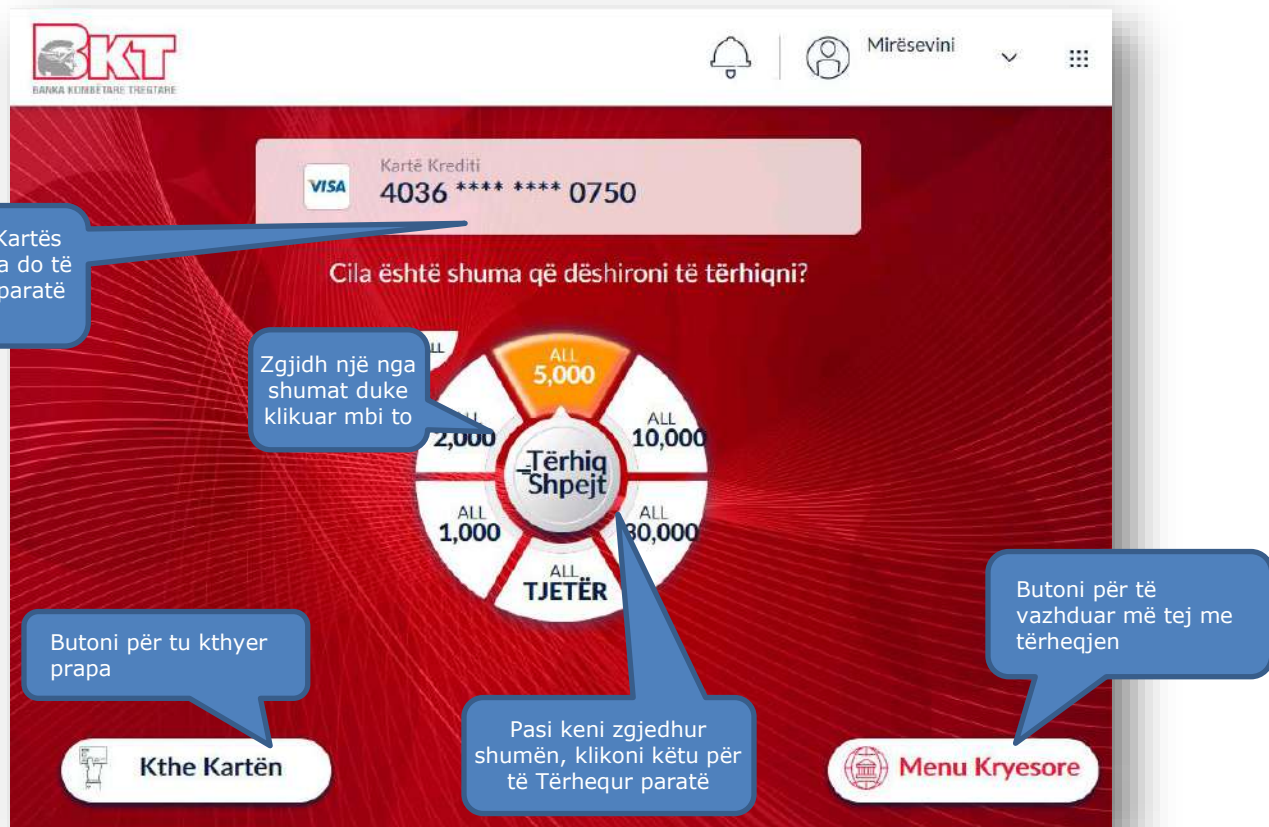 BKT
BANKA KOMBËTARE TREGTARE
Mirësevini
VISA
Kartë Krediti
4036 **** **** 0750
Kartës
a do të
paratë
Cila është shuma që dëshironi të tërhiqni?
Zgjidh një nga
shumat duke
klikuar mbi to
ALL
5,000
ALL
2,000
ALL
10,000
Tërhiq
Shpejt
ALL
1,000
ALL
30,000
ALL
TJETËR
Butoni për të
vazhduar më tej me
tërheqjen
Butoni për tu kthyer
prapa
Pasi keni zgjedhur
shumën, klikoni këtu për
të Tërhequr paratë
Kthe Kartën
Menu Kryesore